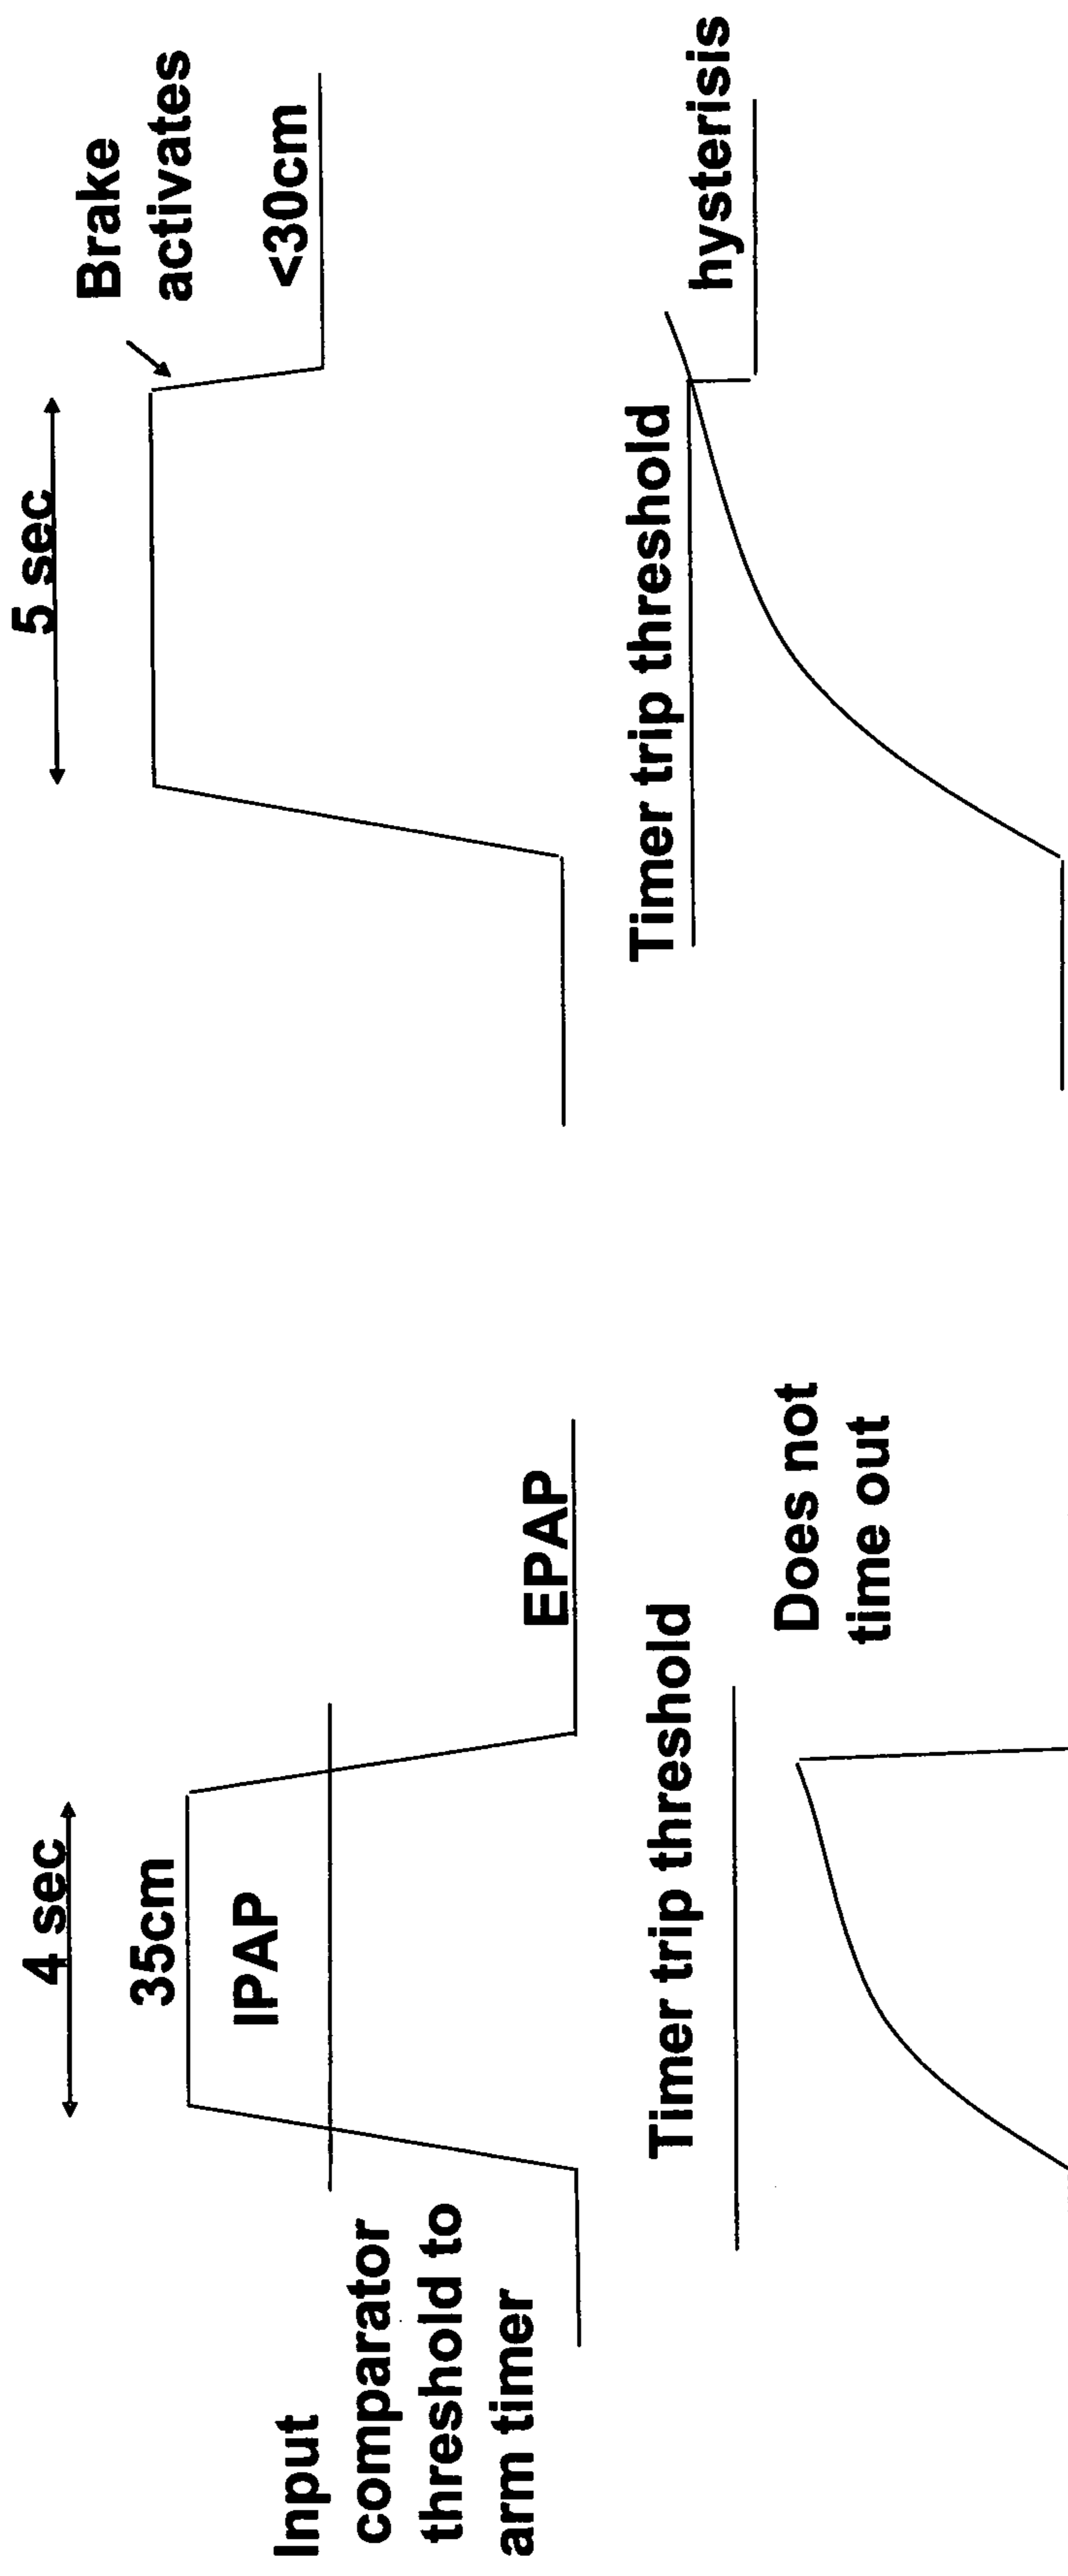 4 sec
35cm
IPAP
Input
comparator
threshold to
arm timer
EPAP
Timer trip threshold
Does not
time out
5 sec
Brake
activates
<30cm
Timer trip threshold
hysterisis